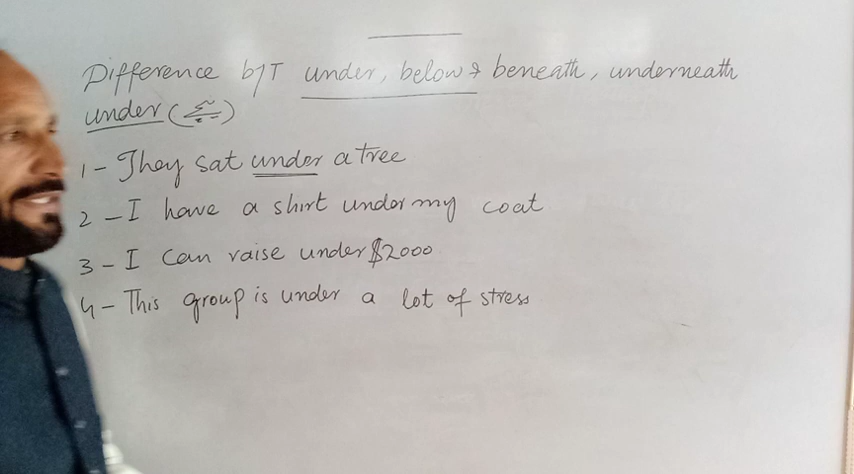 Difference b/T under, below & beneath, underneath
under (نیچے)
1- They sat under a tree
2- I have a shirt under my coat
3- I can raise under $2000
4- This group is under a lot of stress